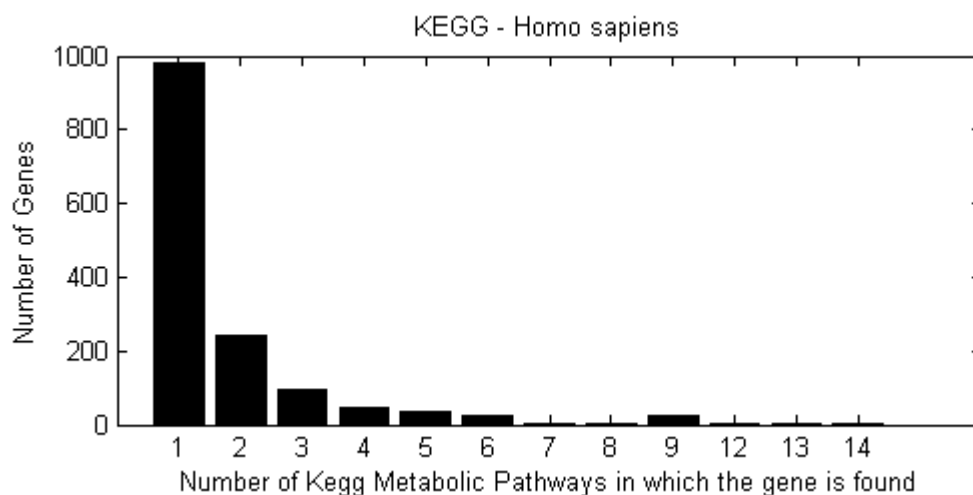 KEGG - Homo sapiens
Number of Genes
1000
800
600
400
200
0
1 2 3 4 5 6 7 8 9 12 13 14
Number of Kegg Metabolic Pathways in which the gene is found